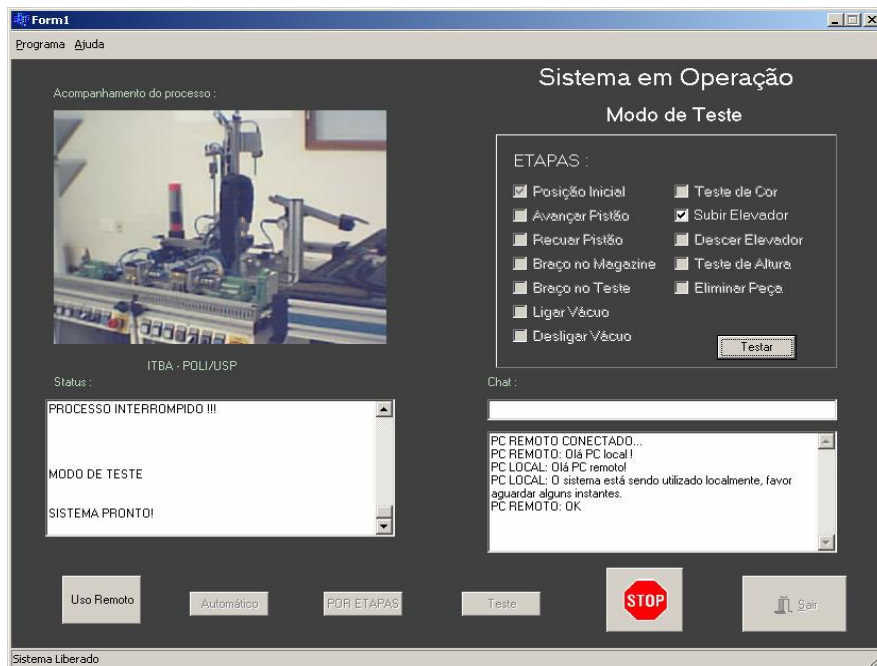 Form1
Programa Ajuda
Sistema em Operação
Modo de Teste
Acompanhamento do processo :
ITBA - POLI/USP
ETAPAS :
Posição Inicial
Avançar Pistão
Recuar Pistão
Braço no Magazine
Braço no Teste
Ligar Vácuo
Desligar Vácuo
Teste de Cor
Subir Elevador
Descer Elevador
Teste de Altura
Eliminar Peça
Testar
Status :
PROCESSO INTERROMPIDO !!!
MODO DE TESTE
SISTEMA PRONTO!
Chat :
PC REMOTO CONECTADO...
PC REMOTO: Olá PC local !
PC LOCAL: Olá PC remoto!
PC LOCAL: O sistema está sendo utilizado localmente, favor
aguardar alguns instantes.
PC REMOTO: OK
Uso Remoto
Automático
POR ETAPAS
Teste
STOP
Sair
Sistema Liberado